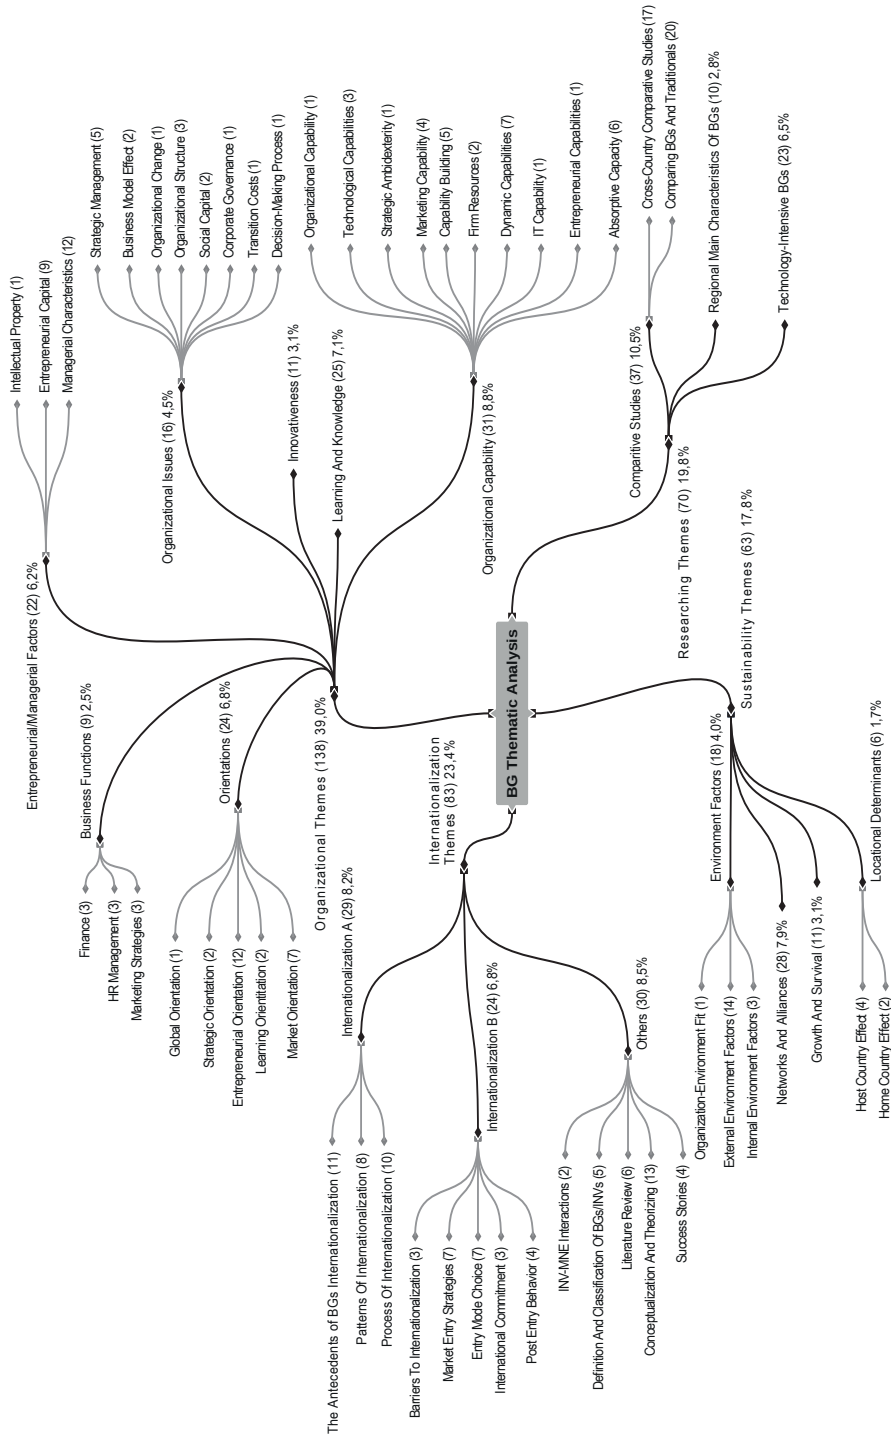 BG Thematic Analysis
Organizational Themes (138) 39,0%
Entrepreneurial/Managerial Factors (22) 6,2%
Intellectual Property (1)
Entrepreneurial Capital (9)
Managerial Characteristics (12)
Organizational Issues (16) 4,5%
Strategic Management (5)
Business Model Effect (2)
Organizational Change (1)
Organizational Structure (3)
Social Capital (2)
Corporate Governance (1)
Transition Costs (1)
Decision-Making Process (1)
Innovativeness (11) 3,1%
Learning And Knowledge (25) 7,1%
Organizational Capability (31) 8,8%
Organizational Capability (1)
Technological Capabilities (3)
Strategic Ambidexterity (1)
Marketing Capability (4)
Capability Building (5)
Firm Resources (2)
Dynamic Capabilities (7)
IT Capability (1)
Entrepreneurial Capabilities (1)
Absorptive Capacity (6)
Business Functions (9) 2,5%
Finance (3)
HR Management (3)
Marketing Strategies (3)
Orientations (24) 6,8%
Global Orientation (1)
Strategic Orientation (2)
Entrepreneurial Orientation (12)
Learning Orientitation (2)
Market Orientation (7)
Researching Themes (70) 19,8%
Comparitive Studies (37) 10,5%
Cross-Country Comparative Studies (17)
Comparing BGs And Traditionals (20)
Regional Main Characteristics Of BGs (10) 2,8%
Technology-Intensive BGs (23) 6,5%
Internationalization
Themes (83) 23,4%
Internationalization A (29) 8,2%
The Antecedents of BGs Internationalization (11)
Patterns Of Internationalization (8)
Process Of Internationalization (10)
Internationalization B (24) 6,8%
Barriers To Internationalization (3)
Market Entry Strategies (7)
Entry Mode Choice (7)
International Commitment (3)
Post Entry Behavior (4)
Others (30) 8,5%
INV-MNE Interactions (2)
Definition And Classification Of BGs/INVs (5)
Literature Review (6)
Conceptualization And Theorizing (13)
Success Stories (4)
Sustainability Themes (63) 17,8%
Environment Factors (18) 4,0%
Organization-Environment Fit (1)
External Environment Factors (14)
Internal Environment Factors (3)
Networks And Alliances (28) 7,9%
Growth And Survival (11) 3,1%
Locational Determinants (6) 1,7%
Host Country Effect (4)
Home Country Effect (2)